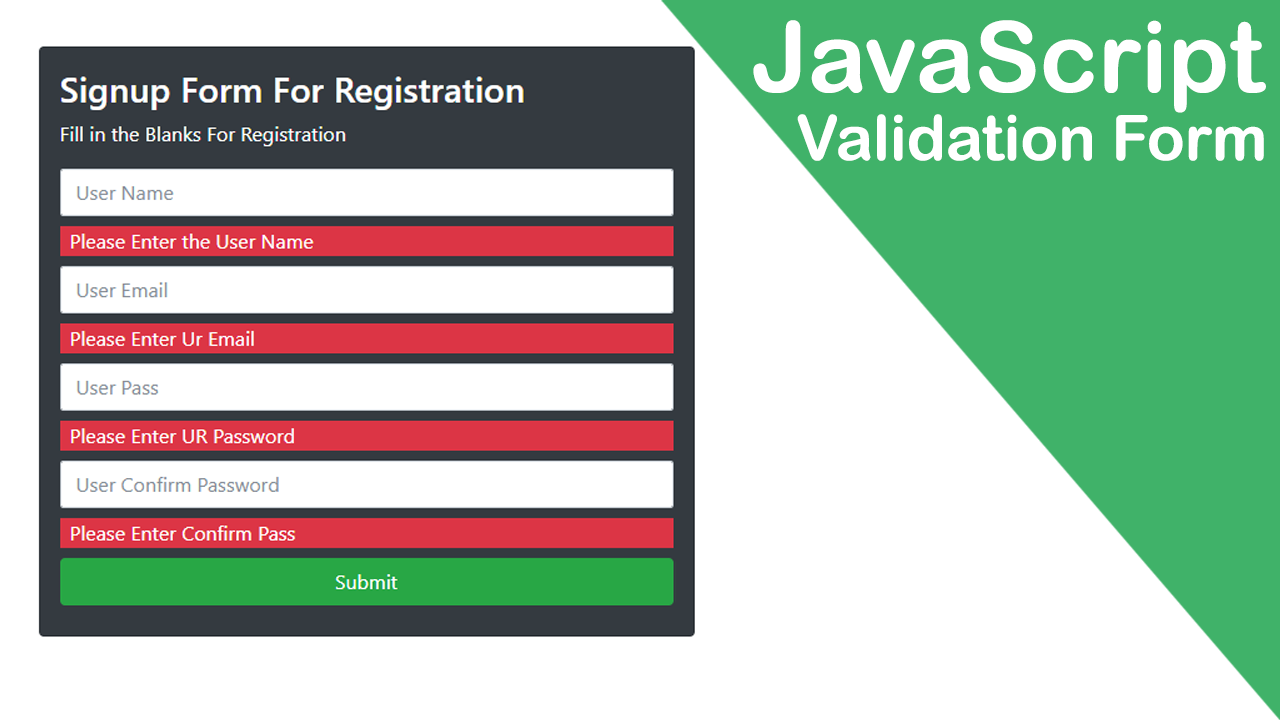 JavaScript
Validation Form
Signup Form For Registration
Fill in the Blanks For Registration
User Name
Please Enter the User Name
User Email
Please Enter Ur Email
User Pass
Please Enter UR Password
User Confirm Password
Please Enter Confirm Pass
Submit